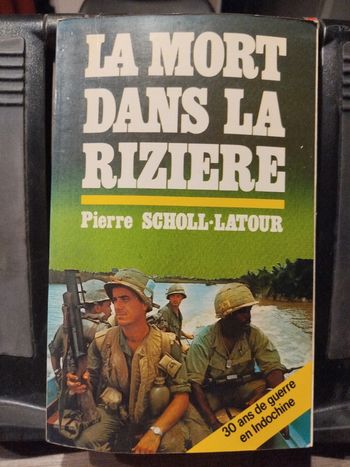 LA MORT
DANS LA
RIZIERE
Pierre SCHOLL-LATOUR
30 ans de guerre
en Indochine